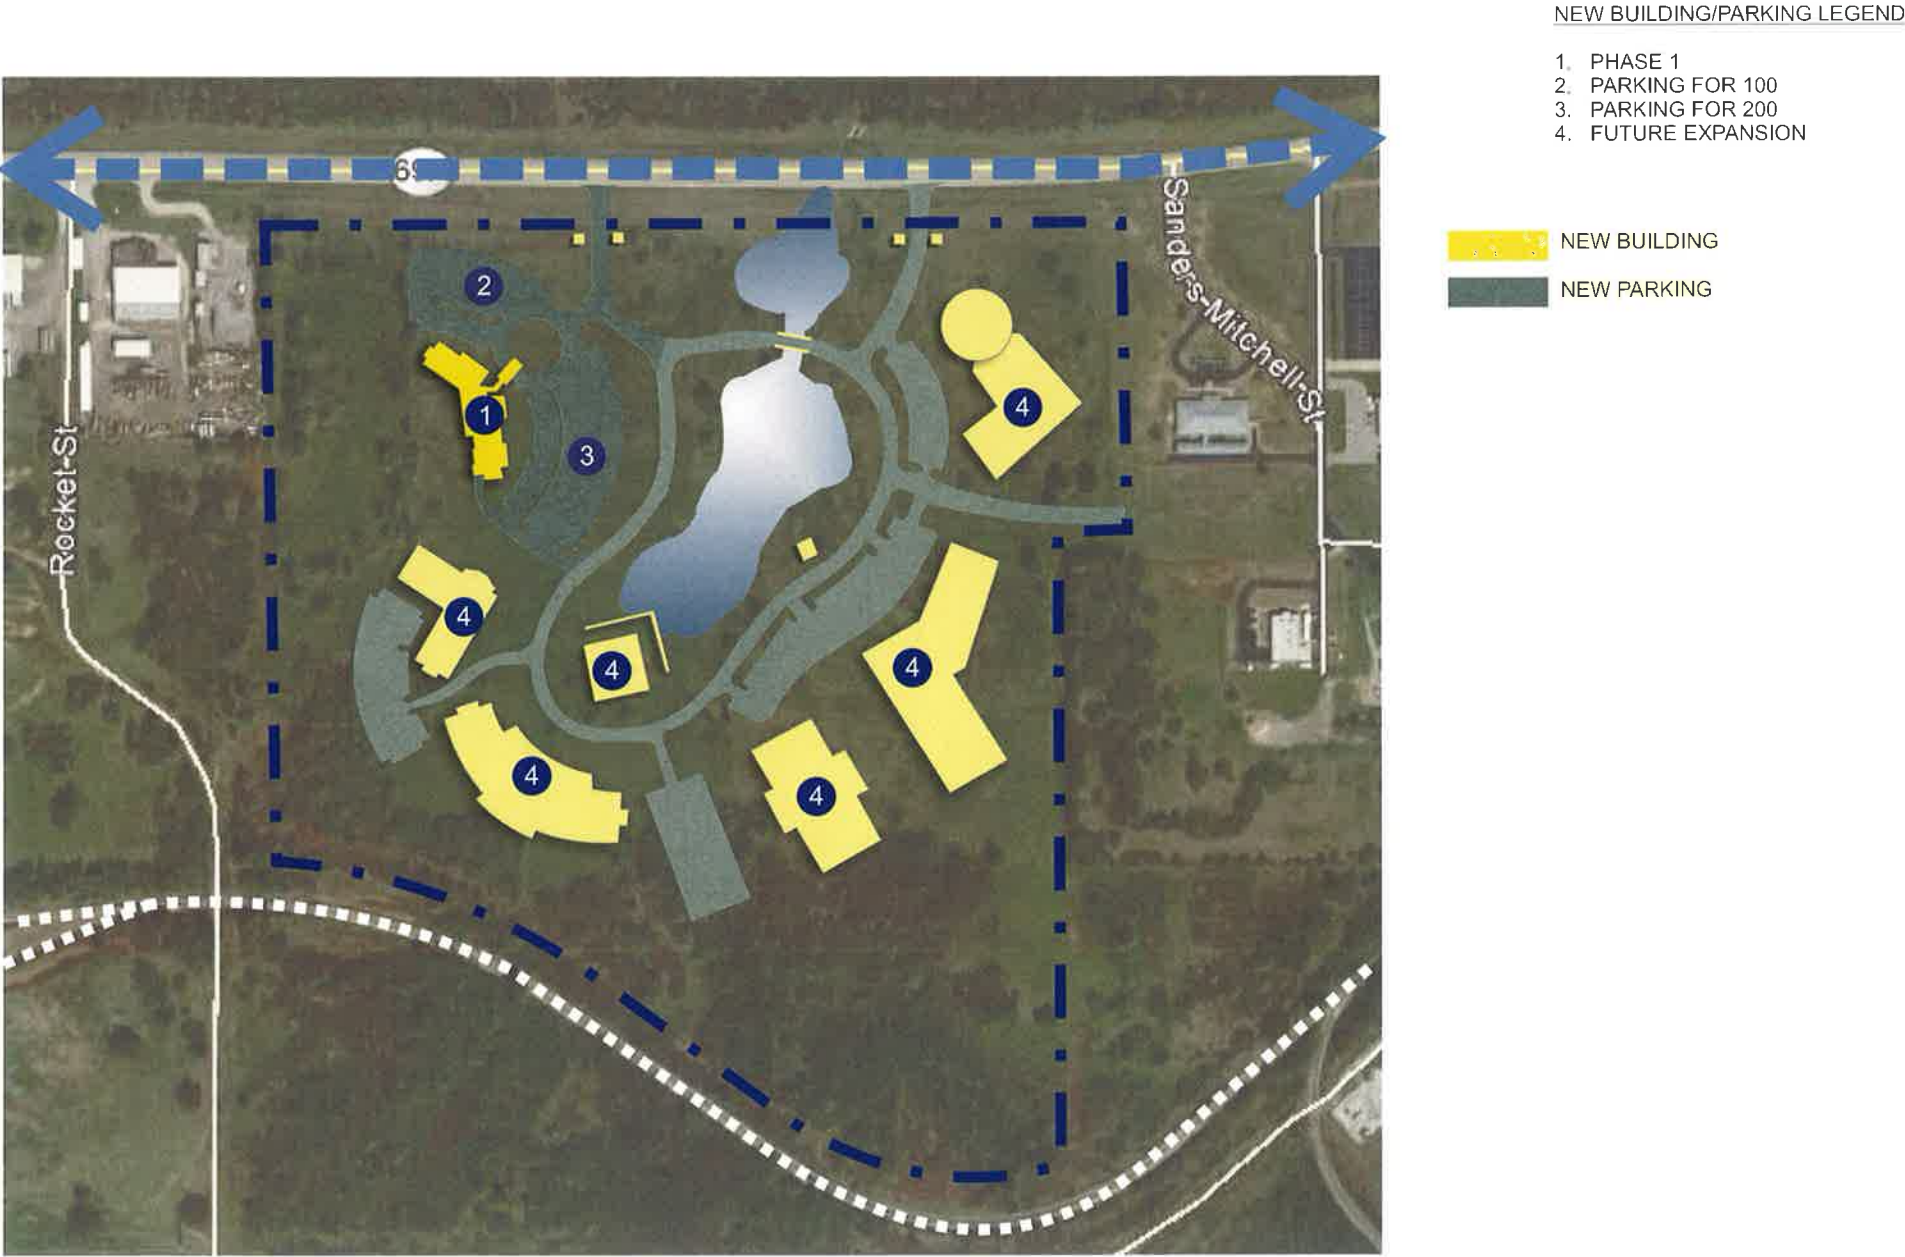 NEW BUILDING/PARKING LEGEND
1. PHASE 1
2. PARKING FOR 100
3. PARKING FOR 200
4. FUTURE EXPANSION
NEW BUILDING
NEW PARKING
Sanders-Mitchell-St
Rocket-St
2
1
3
4
4
4
4
4
4